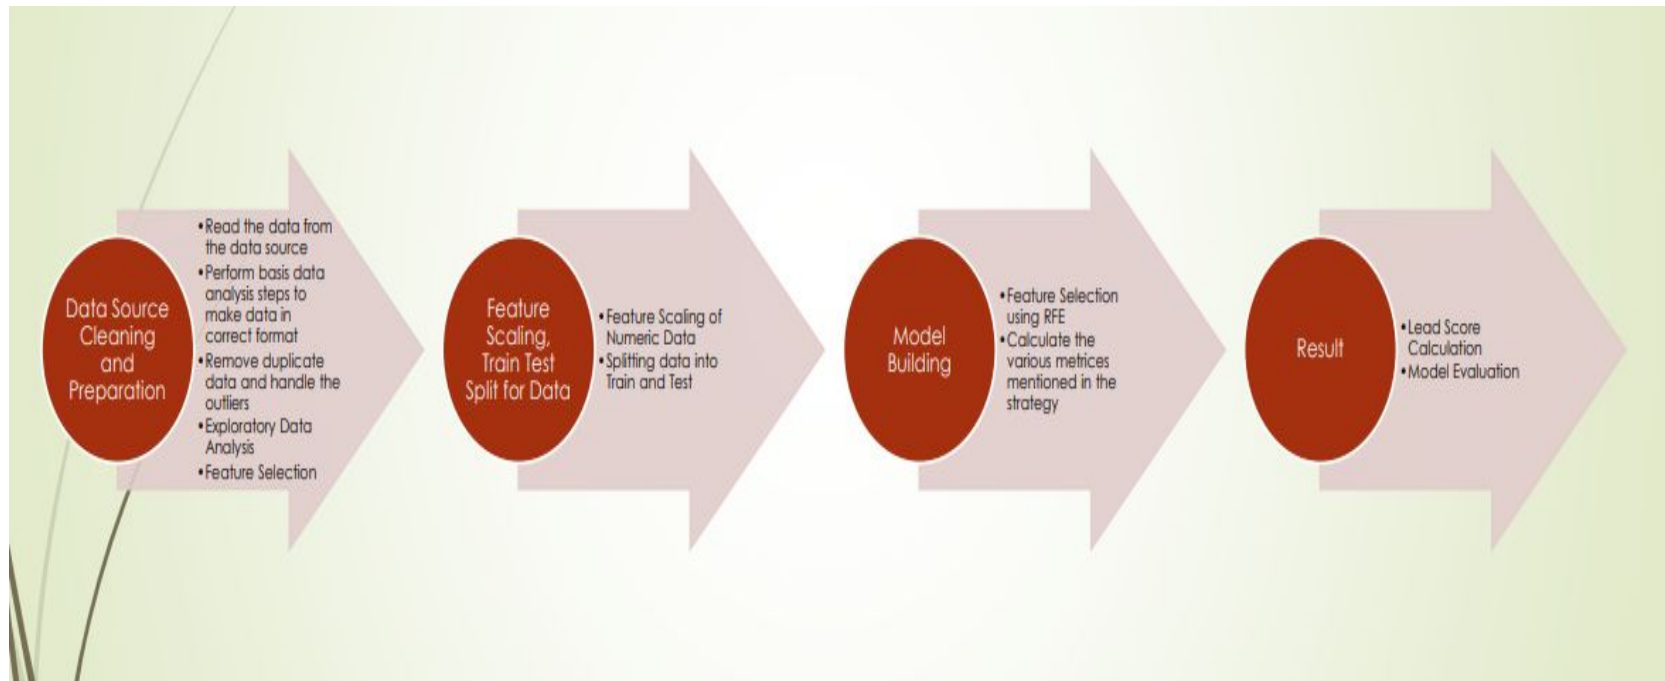 Data Source
Cleaning
and
Preparation
•Read the data from
the data source
•Perform basis data
analysis steps to
make data in
correct format
•Remove duplicate
data and handle the
outliers
•Exploratory Data
Analysis
•Feature Selection
Feature
Scaling,
Train Test
Split for Data
•Feature Scaling of
Numeric Data
•Splitting data into
Train and Test
Model
Building
•Feature Selection
using RFE
•Calculate the
various metrices
mentioned in the
strategy
Result
•Lead Score
Calculation
•Model Evaluation